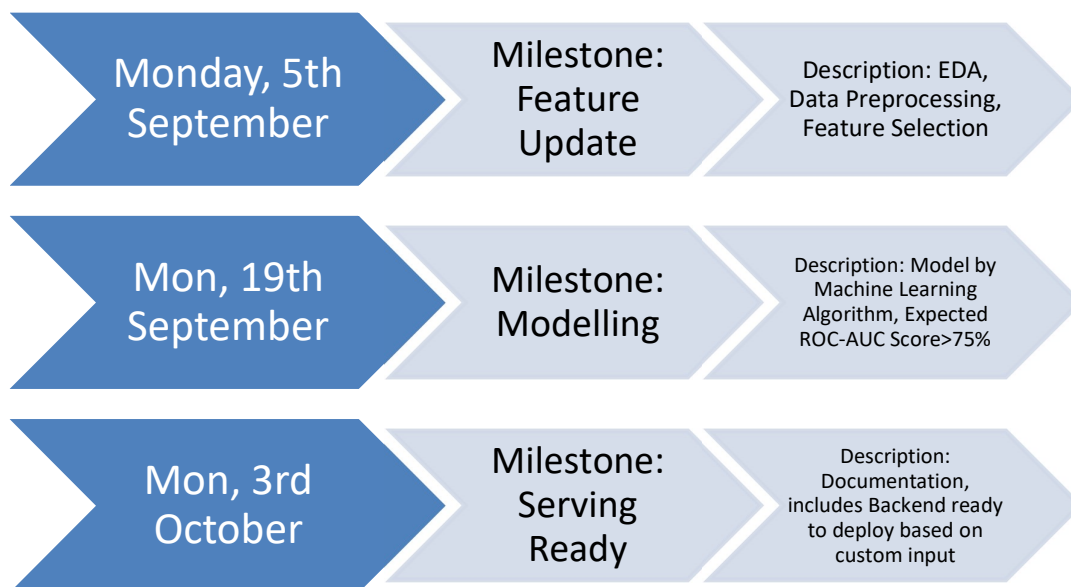 Monday, 5th
September
Milestone:
Feature
Update
Description: EDA,
Data Preprocessing,
Feature Selection
Mon, 19th
September
Milestone:
Modelling
Description: Model by
Machine Learning
Algorithm, Expected
ROC-AUC Score>75%
Mon, 3rd
October
Milestone:
Serving
Ready
Description:
Documentation,
includes Backend ready
to deploy based on
custom input